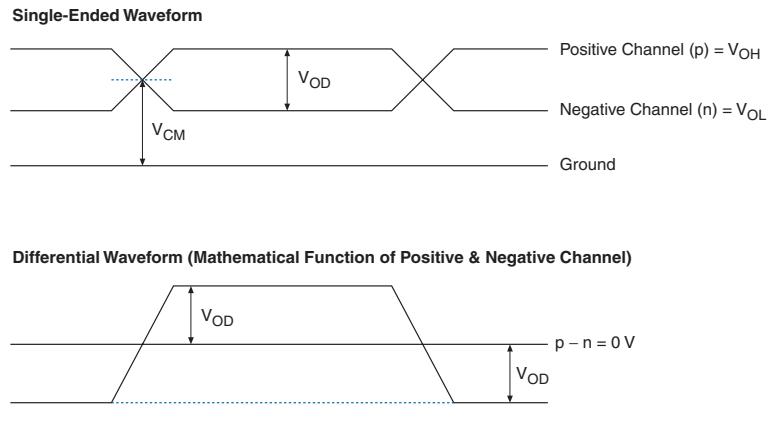 Single-Ended Waveform
Positive Channel (p) = VOH
VOD
Negative Channel (n) = VOL
VCM
Ground
Differential Waveform (Mathematical Function of Positive & Negative Channel)
VOD
p − n = 0 V
VOD